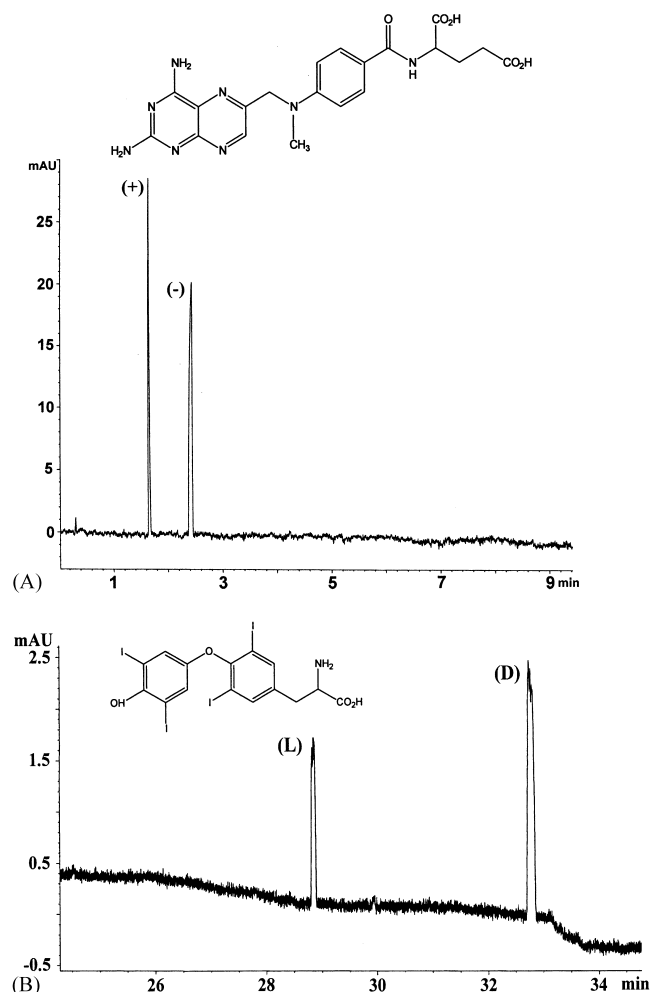 O
CO₂H
NH₂
N
N
N
H
CO₂H
N
CH₃
H₂N
N
N
mAU
(+)
(-)
25
20
15
10
5
0
1
3
5
7
9 min
(A)
mAU
2.5
1.5
0.5
-0.5
I
O
I
NH₂
OH
I
I
CO₂H
(L)
(D)
26
28
30
32
34
min
(B)